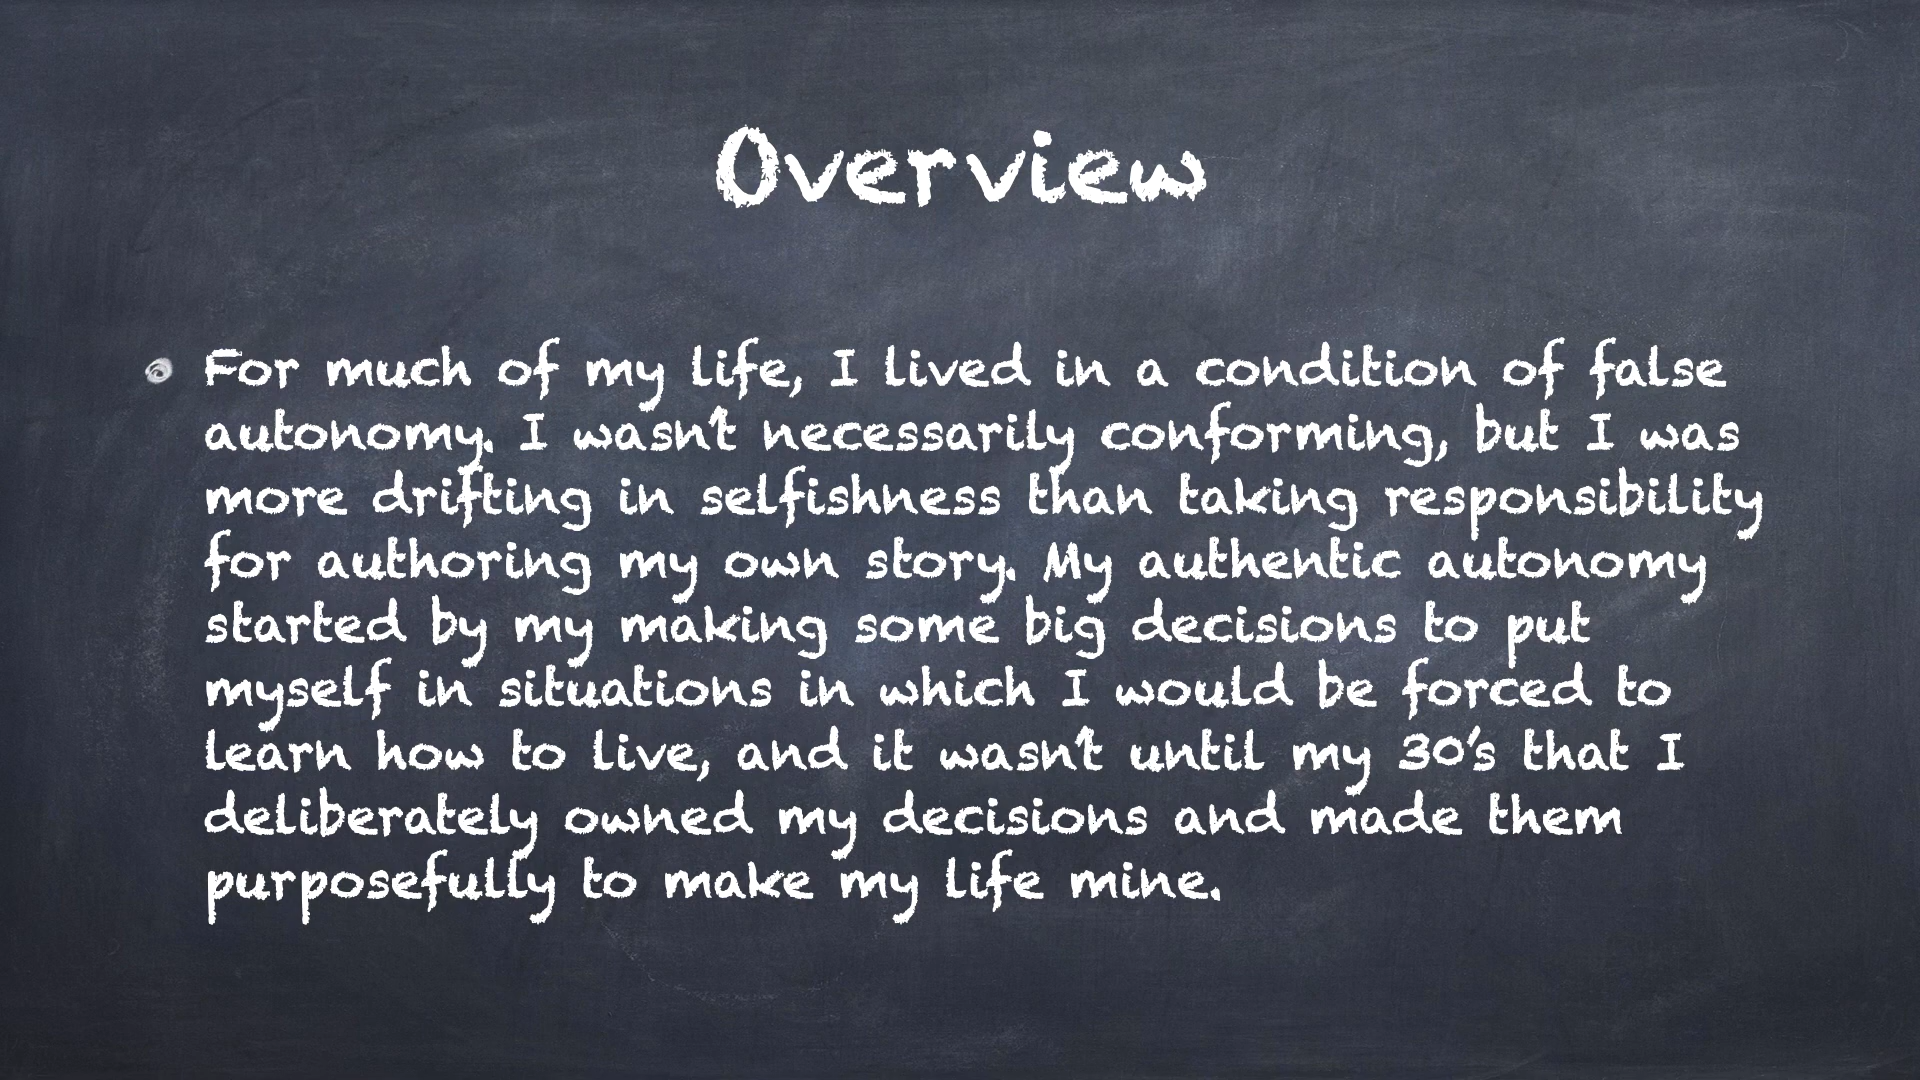 Overview
For much of my life, I lived in a condition of false
autonomy. I wasn't necessarily conforming, but I was
more drifting in selfishness than taking responsibility
for authoring my own story. My authentic autonomy
started by my making some big decisions to put
myself in situations in which I would be forced to
learn how to live, and it wasn't until my 30's that I
deliberately owned my decisions and made them
purposefully to make my life mine.